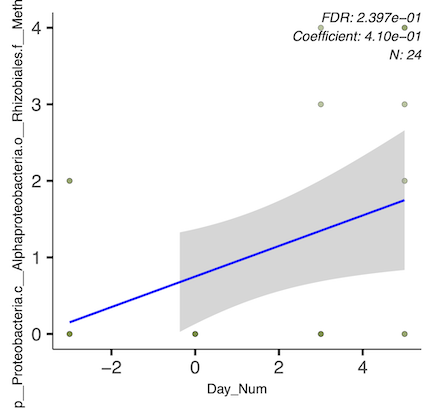 FDR: 2.397e−01
Coefficient: 4.10e−01
N: 24
p__Proteobacteria.c__Alphaproteobacteria.o__Rhizobiales.f__Meth
4
3
2
1
0
−2
0
2
4
Day_Num